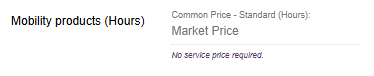 Mobility products (Hours)
Common Price - Standard (Hours):
Market Price
No service price required.